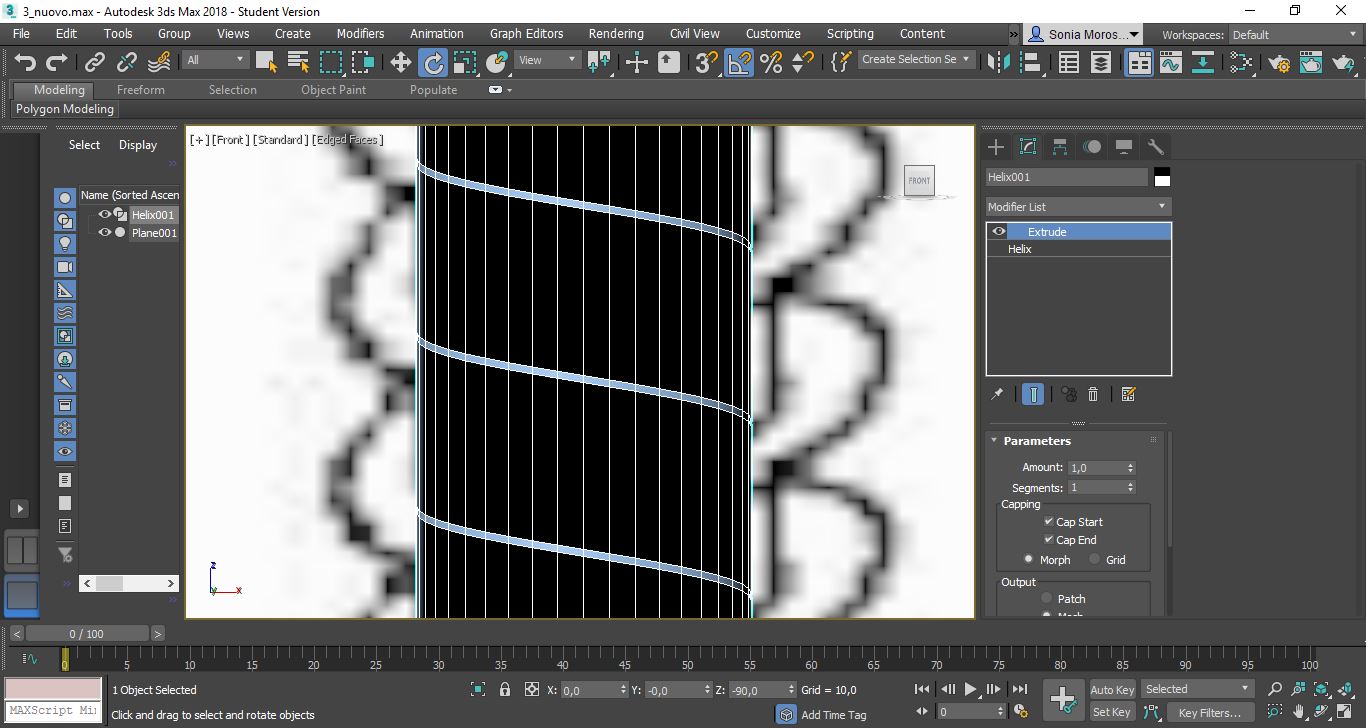 3_nuovo.max - Autodesk 3ds Max 2018 - Student Version
File Edit Tools Group Views Create Modifiers Animation Graph Editors Rendering Civil View Customize Scripting Content » Sonia Moros... Workspaces: Default
All View Create Selection Se
Modeling Freeform Selection Object Paint Populate
Polygon Modeling
Select Display
[+] [Front] [Standard] [Edged Faces]
FRONT
Name (Sorted Ascen
Helix001
Plane001
Helix001
Modifier List
Extrude
Helix
Parameters
Amount: 1,0
Segments: 1
Capping
Cap Start
Cap End
Morph Grid
Output
Patch
Mesh
z
y x
< 0 / 100 >
0 5 10 15 20 25 30 35 40 45 50 55 60 65 70 75 80 85 90 95 100
1 Object Selected X: 0,0 Y: -0,0 Z: -90,0 Grid = 10,0 Auto Key Selected
MAXScript Mi
Click and drag to select and rotate objects Add Time Tag 0 Set Key Key Filters...